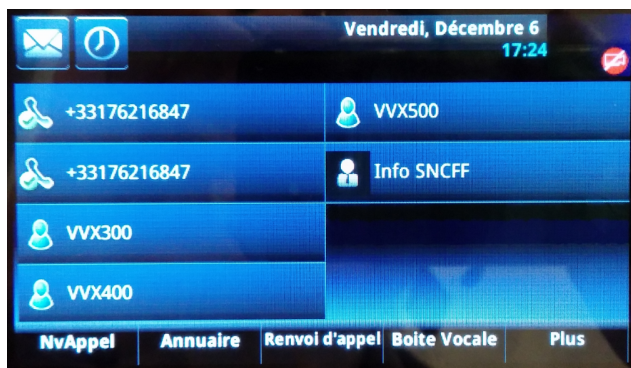 Vendredi, Décembre 6
17:24
+33176216847
VVX500
+33176216847
Info SNCFF
VVX300
VVX400
NvAppel
Annuaire
Renvoi d'appel
Boite Vocale
Plus